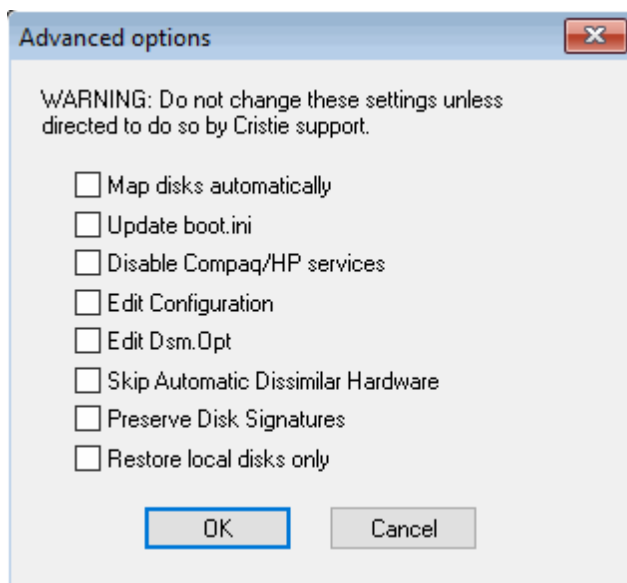 Advanced options
WARNING: Do not change these settings unless
directed to do so by Cristie support.
Map disks automatically
Update boot.ini
Disable Compaq/HP services
Edit Configuration
Edit Dsm.Opt
Skip Automatic Dissimilar Hardware
Preserve Disk Signatures
Restore local disks only
OK Cancel